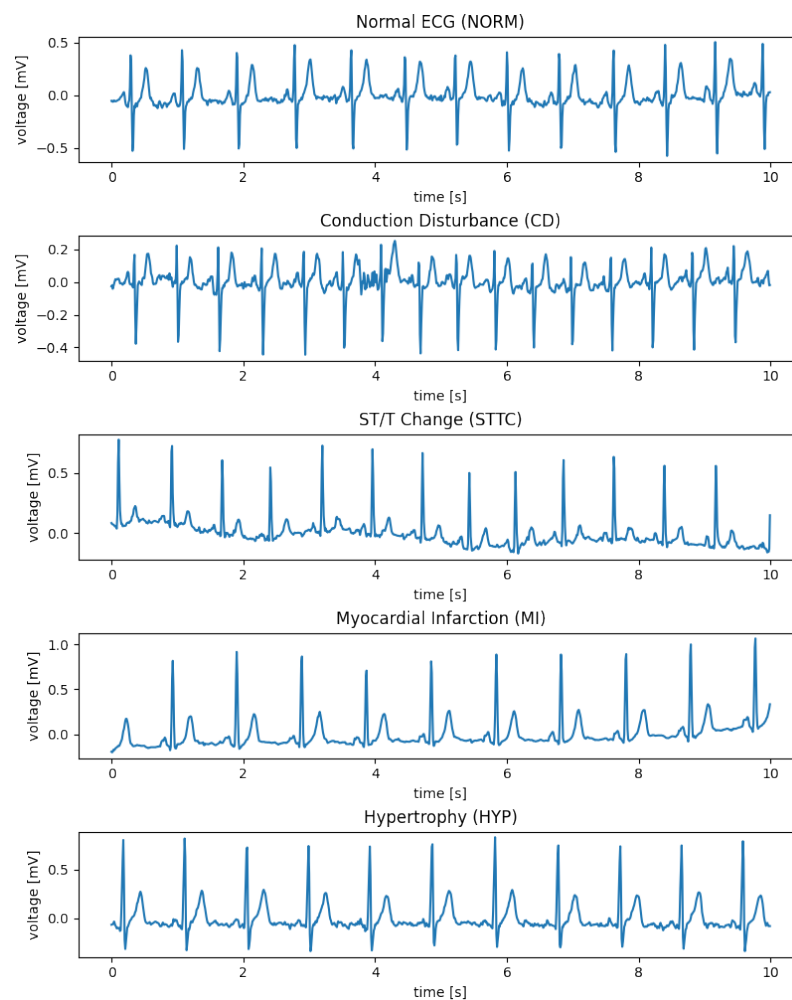 Normal ECG (NORM)
0.5
0.0
−0.5
voltage [mV]
0 2 4 6 8 10
time [s]
Conduction Disturbance (CD)
0.2
0.0
−0.2
−0.4
voltage [mV]
0 2 4 6 8 10
time [s]
ST/T Change (STTC)
0.5
0.0
voltage [mV]
0 2 4 6 8 10
time [s]
Myocardial Infarction (MI)
1.0
0.5
0.0
voltage [mV]
0 2 4 6 8 10
time [s]
Hypertrophy (HYP)
0.5
0.0
voltage [mV]
0 2 4 6 8 10
time [s]